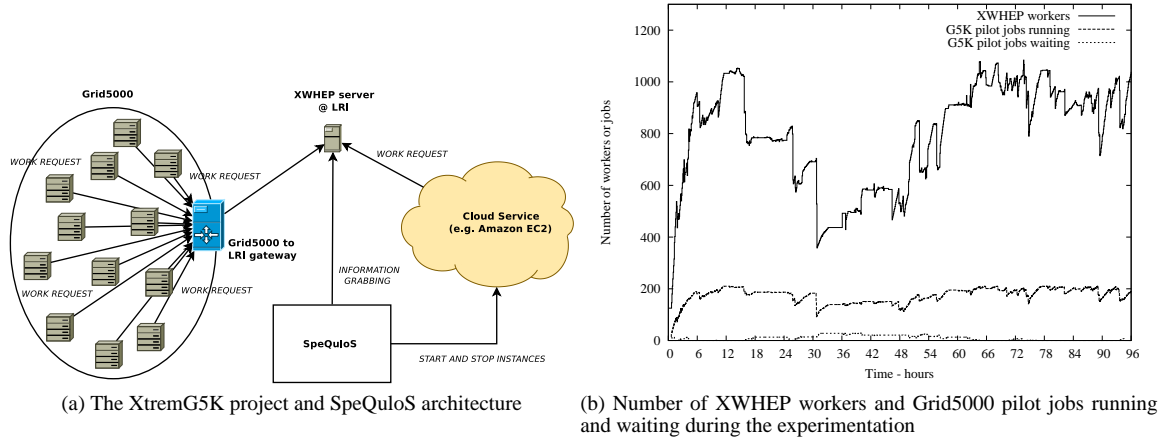 Grid5000
XWHEP server
@ LRI
WORK REQUEST
WORK REQUEST
WORK REQUEST
Cloud Service
(e.g. Amazon EC2)
Grid5000 to
LRI gateway
INFORMATION
GRABBING
WORK REQUEST
WORK REQUEST
SpeQuloS
START AND STOP INSTANCES
(a) The XtremG5K project and SpeQuloS architecture
XWHEP workers
G5K pilot jobs running
G5K pilot jobs waiting
Number of workers or jobs
1200
1000
800
600
400
200
0
0 6 12 18 24 30 36 42 48 54 60 66 72 78 84 90 96
Time - hours
(b) Number of XWHEP workers and Grid5000 pilot jobs running
and waiting during the experimentation